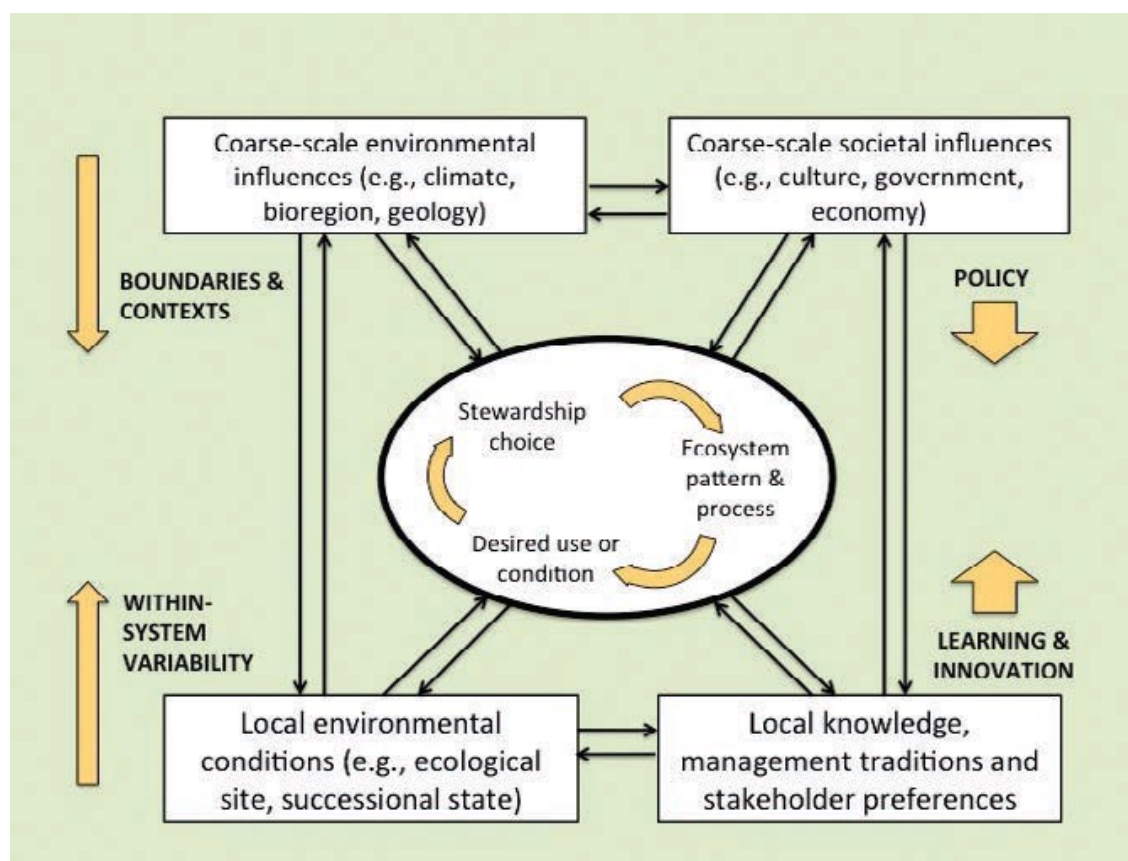 Coarse-scale environmental
influences (e.g., climate,
bioregion, geology)
Coarse-scale societal influences
(e.g., culture, government,
economy)
BOUNDARIES &
CONTEXTS
POLICY
Stewardship
choice
Ecosystem
pattern &
process
Desired use or
condition
WITHIN-
SYSTEM
VARIABILITY
LEARNING &
INNOVATION
Local environmental
conditions (e.g., ecological
site, successional state)
Local knowledge,
management traditions and
stakeholder preferences